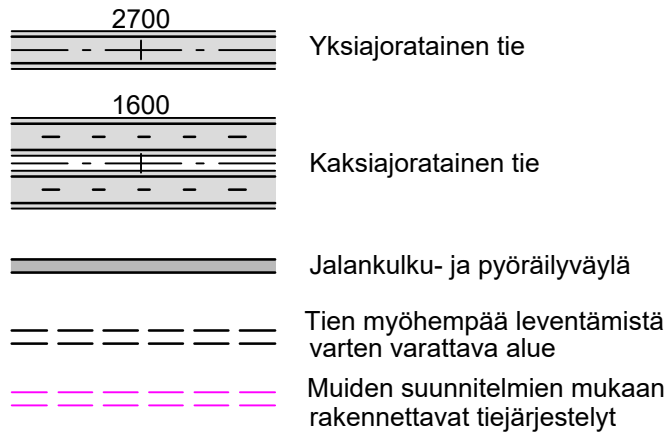 2700
Yksiajoratainen tie
1600
Kaksiajoratainen tie
Jalankulku- ja pyöräilyväylä
Tien myöhempää leventämistä
varten varattava alue
Muiden suunnitelmien mukaan
rakennettavat tiejärjestelyt